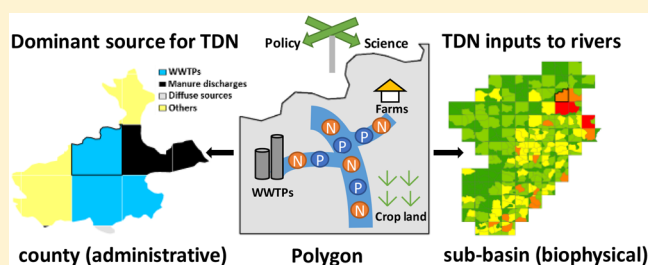 Dominant source for TDN
WWTPs
Manure discharges
Diffuse sources
Others
county (administrative)
Policy
Science
Farms
N
N
P
P
N
P
N
P
N
WWTPs
Crop land
Polygon
TDN inputs to rivers
sub-basin (biophysical)